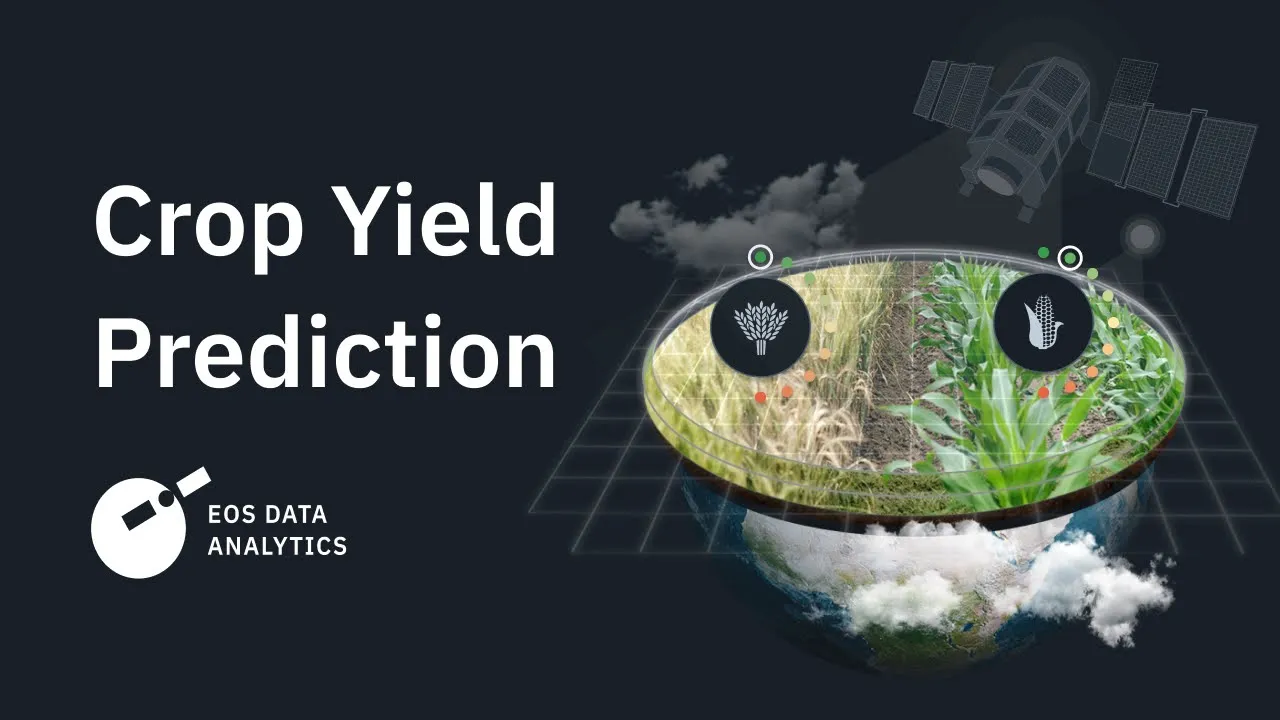 Crop Yield
Prediction
EOS DATA
ANALYTICS